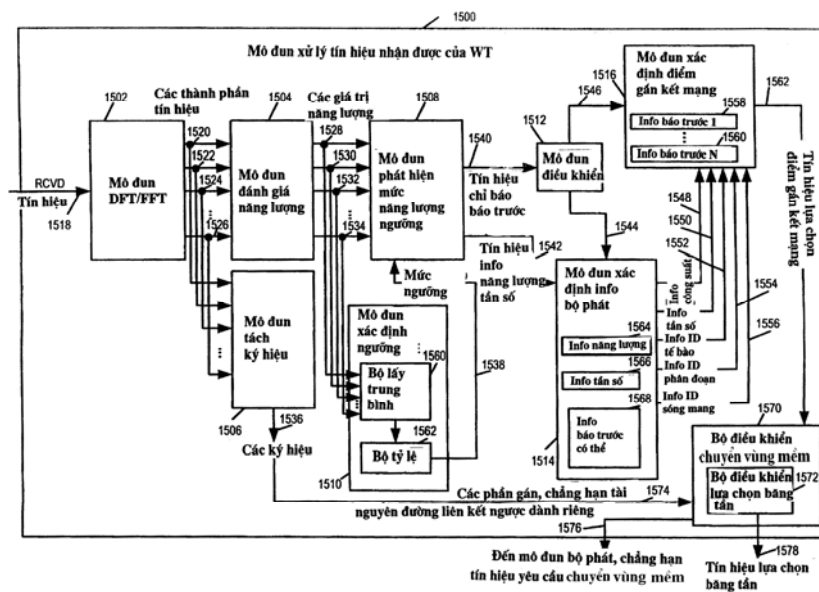 1500
Mô đun xử lý tín hiệu nhận được của WT
1502
Các thành phần
tín hiệu
1504
Các giá trị
năng lượng
1508
1516
Mô đun xác
định điểm
gắn kết mạng
1558
Info báo trước 1
1560
Info báo trước N
1562
1546
1512
1520
1522
1524
1526
1528
1530
1532
1534
1540
Mô đun
DFT/FFT
Mô đun
đánh giá
năng lượng
Mô đun
phát hiện
mức
năng lượng
ngưỡng
Tín hiệu
chỉ báo
báo trước
Mô đun
điều khiển
RCVD
Tín hiệu
1518
Tín hiệu lựa chọn
điểm gắn kết mạng
1548
1550
1552
1554
1556
1542
1544
Tín hiệu
info
năng lượng
tần số
Mức
ngưỡng
Mô đun
tách
ký hiệu
Mô đun
xác định
ngưỡng
1560
Bộ lấy
trung
bình
1562
Bộ tỷ lệ
1538
1510
1506
1536
Các ký hiệu
Mô đun xác
định info
bộ phát
1564
Info năng lượng
1566
Info tần số
1568
Info
báo trước
có thể
1514
Info
công suất
Info
tần số
Info ID
tế bào
Info ID
phân đoạn
Info ID
sóng mang
1570
Bộ điều khiển
chuyển vùng mềm
Bộ điều khiển
lựa chọn băng
tần
1572
Các phần gán, chẳng hạn tài
nguyên đường liên kết ngược dành riêng
1574
1576
Đến mô đun bộ phát, chẳng hạn
tín hiệu yêu cầu chuyển vùng mềm
1578
Tín hiệu lựa chọn
băng tần